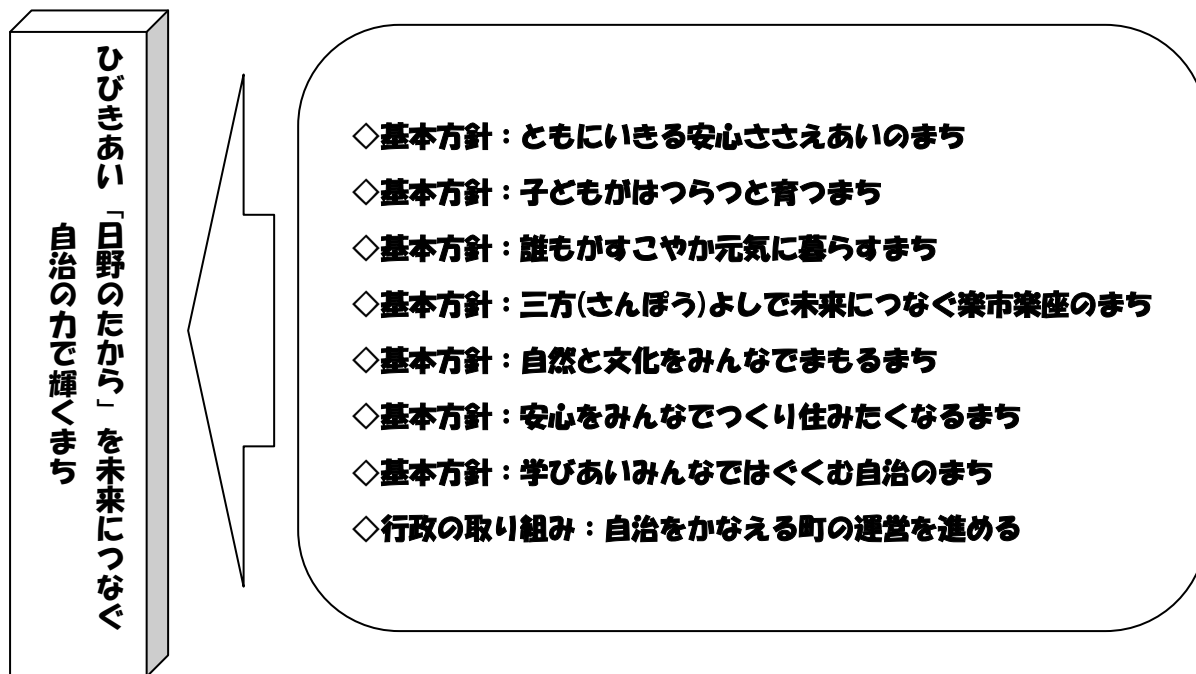 ひびきあい「日野のたから」を未来につなぐ
自治の力で輝くまち
◇基本方針：ともにいきる安心ささえあいのまち
◇基本方針：子どもがはつらつと育つまち
◇基本方針：誰もがすこやか元気に暮らすまち
◇基本方針：三方(さんぽう)よしで未来につなぐ楽市楽座のまち
◇基本方針：自然と文化をみんなでまもるまち
◇基本方針：安心をみんなでつくり住みたくなるまち
◇基本方針：学びあいみんなではぐくむ自治のまち
◇行政の取り組み：自治をかなえる町の運営を進める